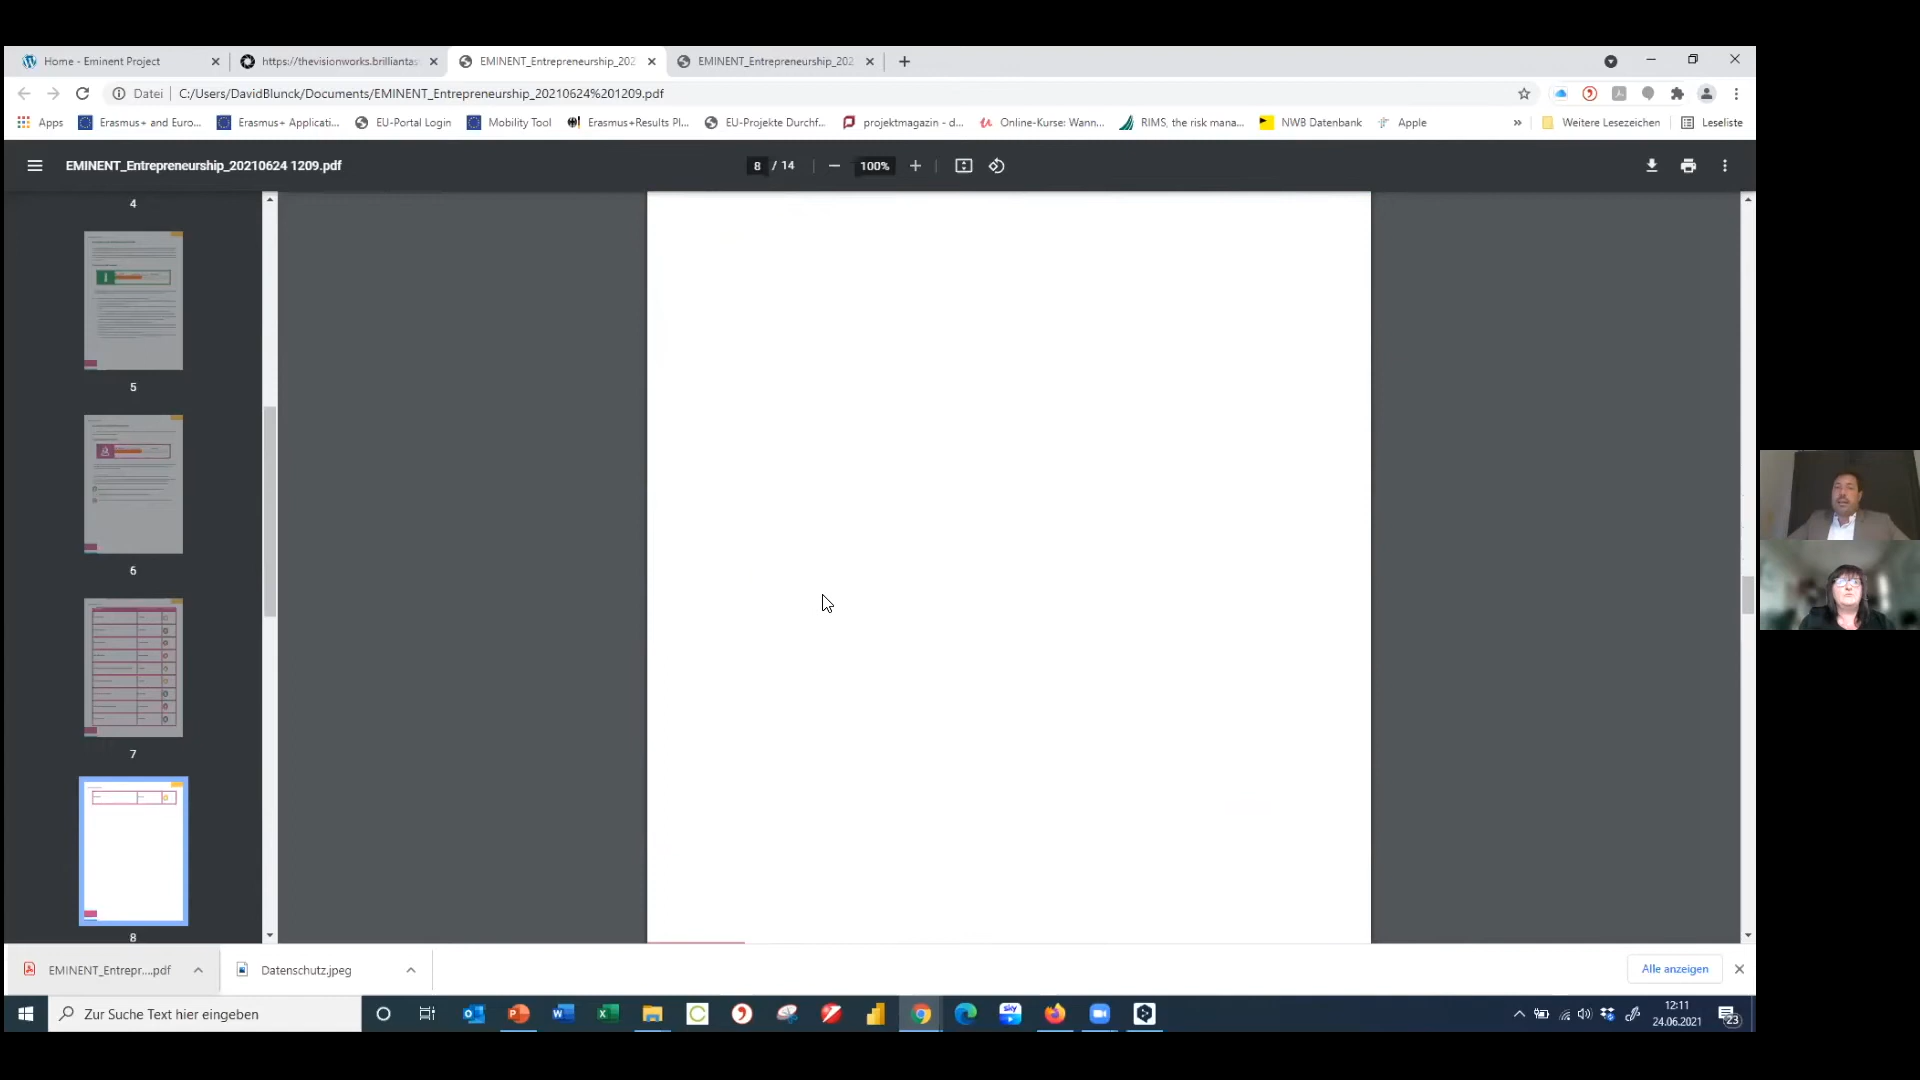 Home - Eminent Project
https://thevisionworks.brilliantas
EMINENT_Entrepreneurship_202
EMINENT_Entrepreneurship_202
Datei
C:/Users/DavidBlunck/Documents/EMINENT_Entrepreneurship_20210624%201209.pdf
Apps
Erasmus+ and Euro...
Erasmus+ Applicati...
EU-Portal Login
Mobility Tool
Erasmus+Results Pl...
EU-Projekte Durchf...
projektmagazin - d...
Online-Kurse: Wann...
RIMS, the risk mana...
NWB Datenbank
Apple
»
Weitere Lesezeichen
Leseliste
EMINENT_Entrepreneurship_20210624 1209.pdf
8 / 14
100%
4
5
6
7
8
EMINENT_Entrepr....pdf
Datenschutz.jpeg
Alle anzeigen
Zur Suche Text hier eingeben
sky
12:11
24.06.2021
23